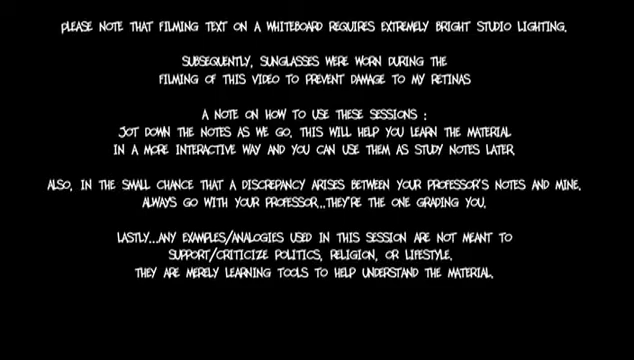 PLEASE NOTE THAT FILMING TEXT ON A WHITEBOARD REQUIRES EXTREMELY BRIGHT STUDIO LIGHTING.
SUBSEQUENTLY, SUNGLASSES WERE WORN DURING THE
FILMING OF THIS VIDEO TO PREVENT DAMAGE TO MY RETINAS
A NOTE ON HOW TO USE THESE SESSIONS :
JOT DOWN THE NOTES AS WE GO. THIS WILL HELP YOU LEARN THE MATERIAL
IN A MORE INTERACTIVE WAY AND YOU CAN USE THEM AS STUDY NOTES LATER.
ALSO, IN THE SMALL CHANCE THAT A DISCREPANCY ARISES BETWEEN YOUR PROFESSOR'S NOTES AND MINE,
ALWAYS GO WITH YOUR PROFESSOR...THEY'RE THE ONE GRADING YOU.
LASTLY...ANY EXAMPLES/ANALOGIES USED IN THIS SESSION ARE NOT MEANT TO
SUPPORT/CRITICIZE POLITICS, RELIGION, OR LIFESTYLE.
THEY ARE MERELY LEARNING TOOLS TO HELP UNDERSTAND THE MATERIAL.